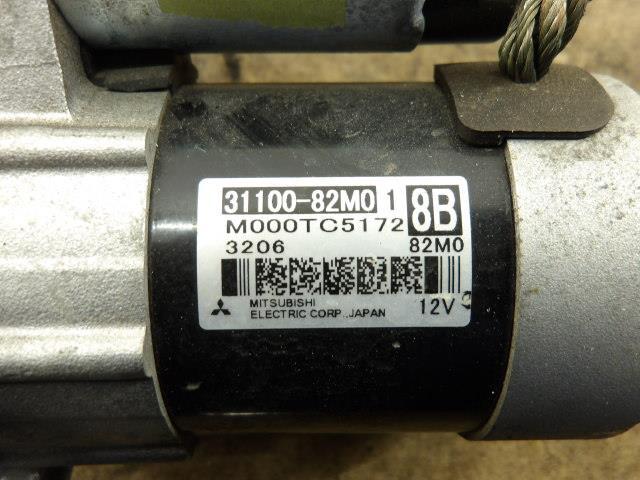 31100-82M0 1 8B
M000TC5172
3206 82M0
MITSUBISHI
ELECTRIC CORP.,JAPAN 12V